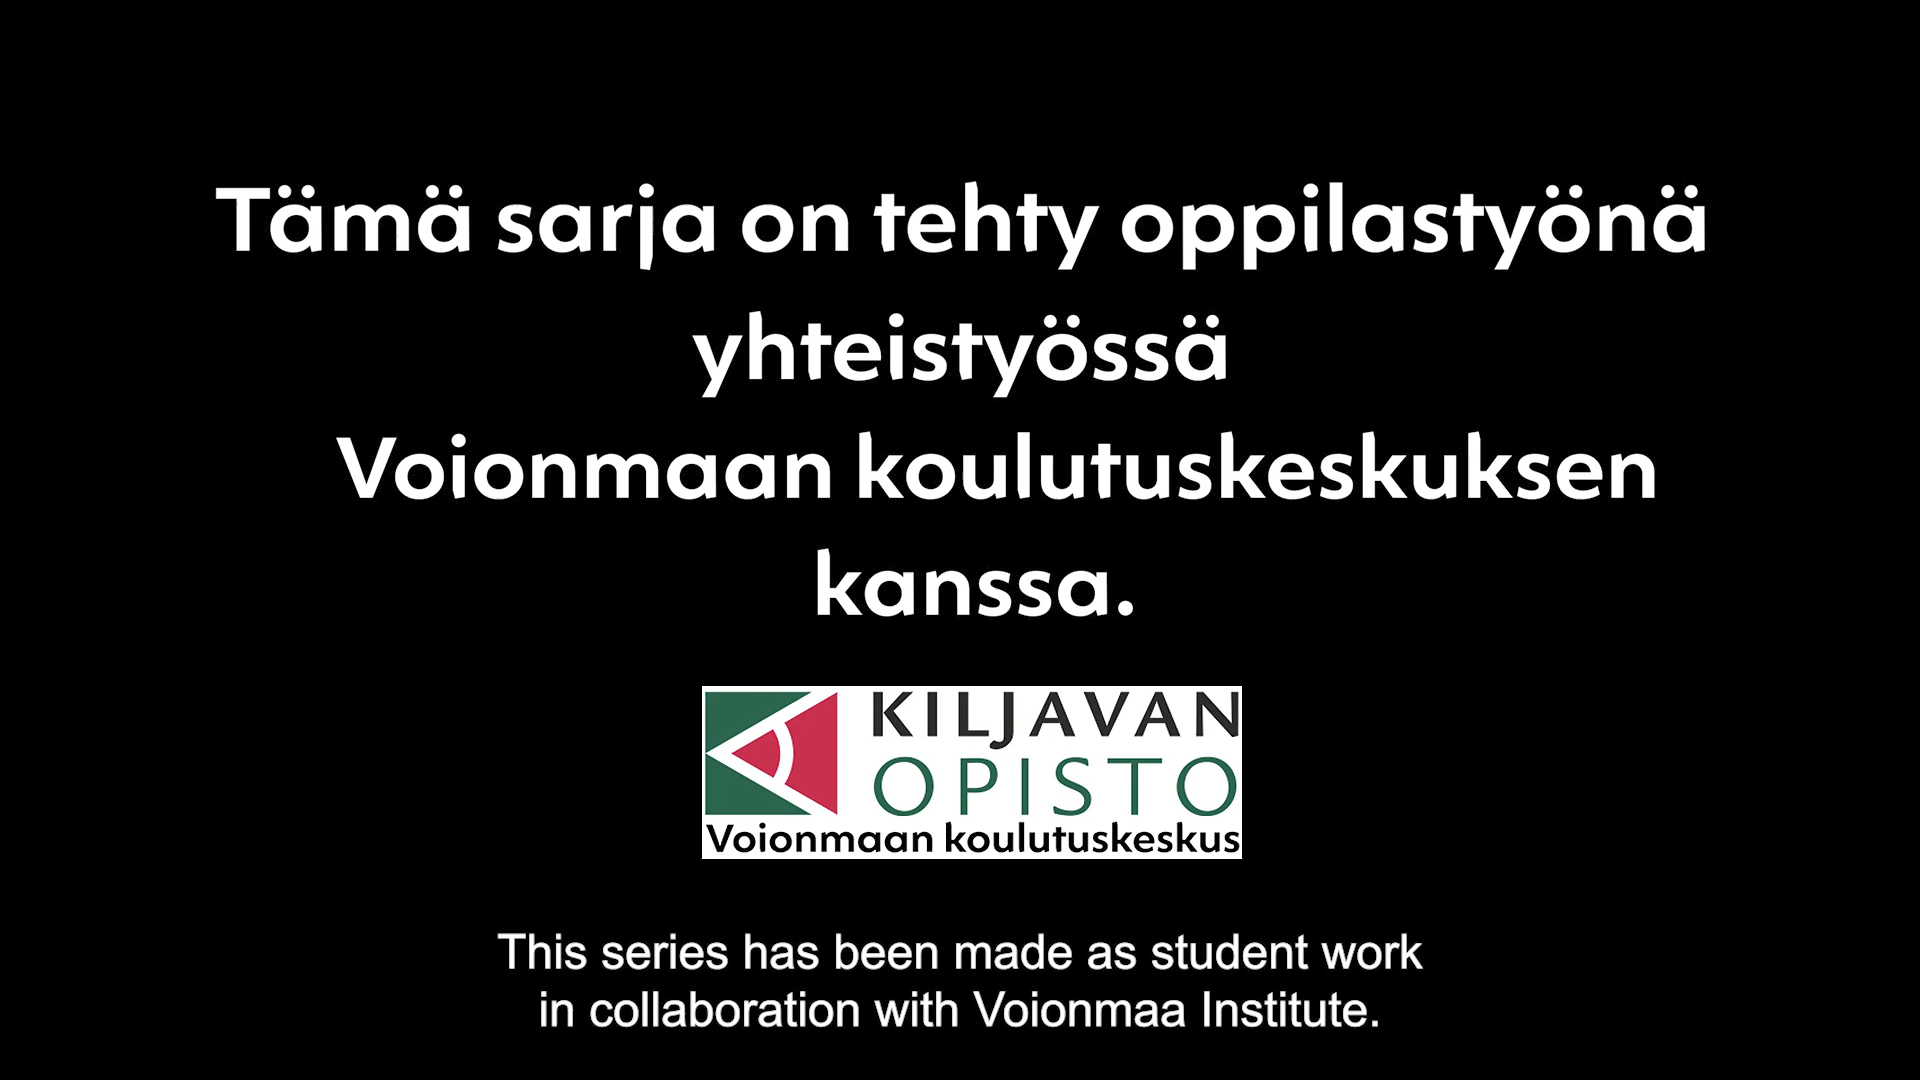 Tämä sarja on tehty oppilastyönä
yhteistyössä
Voionmaan koulutuskeskuksen
kanssa.
KILJAVAN
OPISTO
Voionmaan koulutuskeskus
This series has been made as student work
in collaboration with Voionmaa Institute.